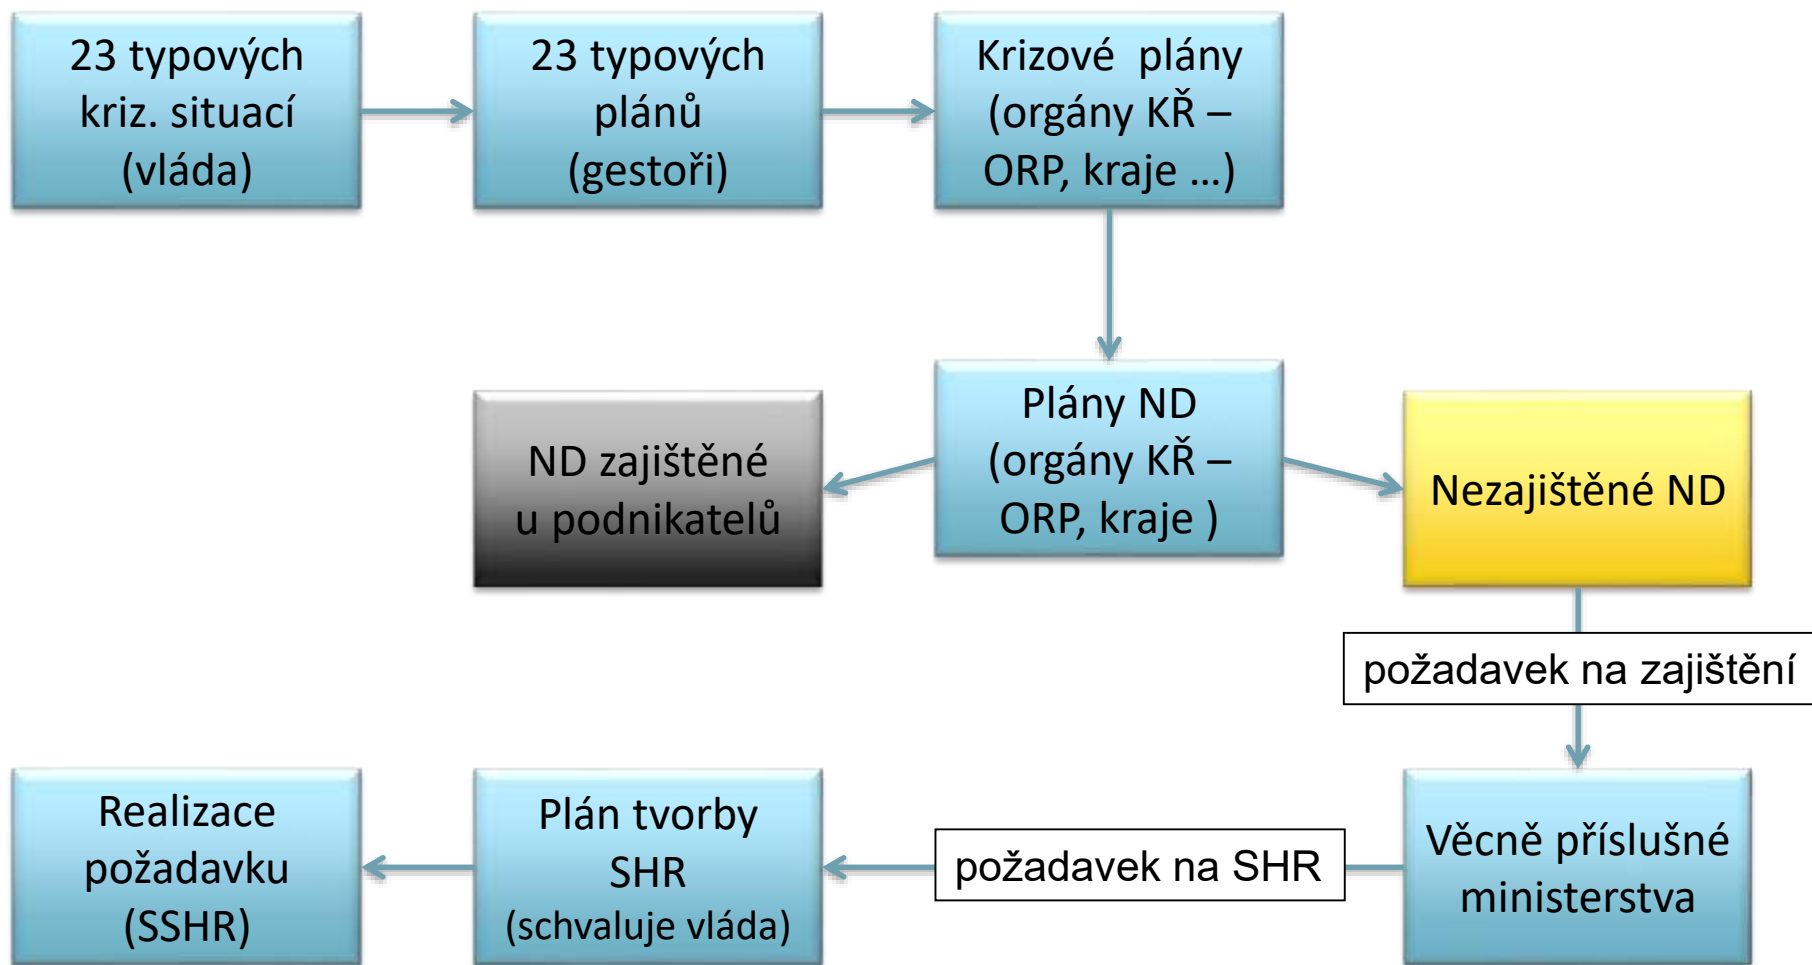 23 typových
kriz. situací
(vláda)
23 typových
plánů
(gestoři)
Krizové plány
(orgány KŘ –
ORP, kraje ...)
ND zajištěné
u podnikatelů
Plány ND
(orgány KŘ –
ORP, kraje )
Nezajištěné ND
požadavek na zajištění
Realizace
požadavku
(SSHR)
Plán tvorby
SHR
(schvaluje vláda)
požadavek na SHR
Věcně příslušné
ministerstva